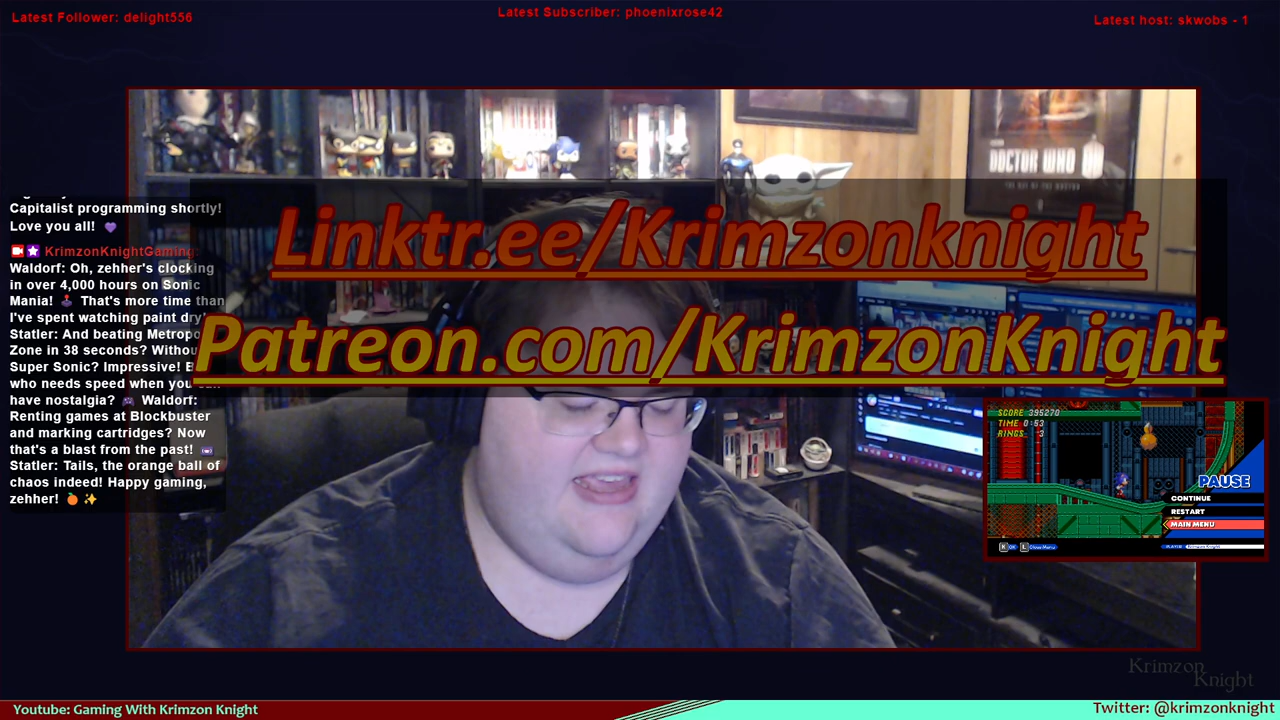 Latest Follower: delight556
Latest Subscriber: phoenixrose42
Latest host: skwobs - 1
DOCTOR WHO
Capitalist programming shortly!
Love you all!
KrimzonKnightGaming:
Waldorf: Oh, zehher's clocking
in over 4,000 hours on Sonic
Mania! That's more time than
I've spent watching paint dry!
Statler: And beating Metropo
Zone in 38 seconds? Withou
Super Sonic? Impressive! B
who needs speed when you can
have nostalgia? Waldorf:
Renting games at Blockbuster
and marking cartridges? Now
that's a blast from the past!
Statler: Tails, the orange ball of
chaos indeed! Happy gaming,
zehher!
Linktr.ee/Krimzonknight
Patreon.com/KrimzonKnight
SCORE 395270
TIME 0:53
RINGS 3
PAUSE
CONTINUE
RESTART
MAIN MENU
Krimzon
Knight
Youtube: Gaming With Krimzon Knight
Twitter: @krimzonknight